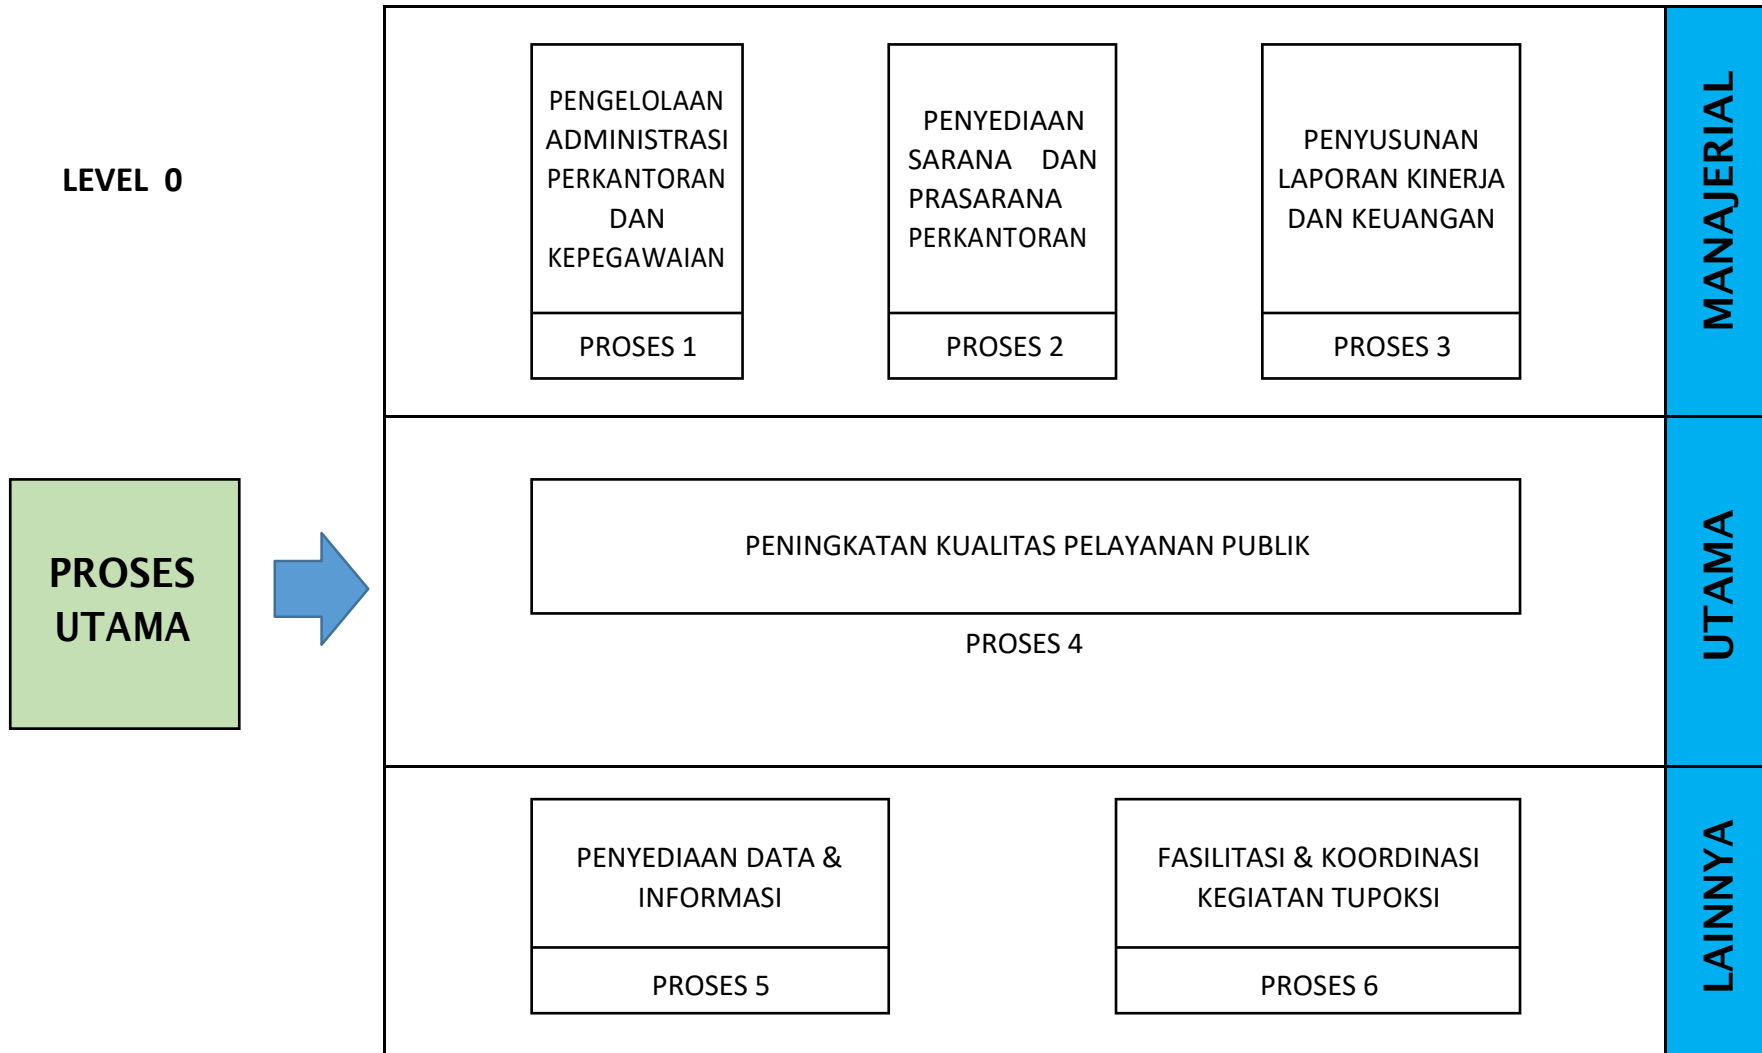 LEVEL 0
PENGELOLAAN
ADMINISTRASI
PERKANTORAN
DAN
KEPEGAWAIAN
PROSES 1
PENYEDIAAN
SARANA DAN
PRASARANA
PERKANTORAN
PROSES 2
PENYUSUNAN
LAPORAN KINERJA
DAN KEUANGAN
PROSES 3
MANAJERIAL
PROSES
UTAMA
PENINGKATAN KUALITAS PELAYANAN PUBLIK
PROSES 4
UTAMA
PENYEDIAAN DATA &
INFORMASI
PROSES 5
FASILITASI & KOORDINASI
KEGIATAN TUPOKSI
PROSES 6
LAINNYA